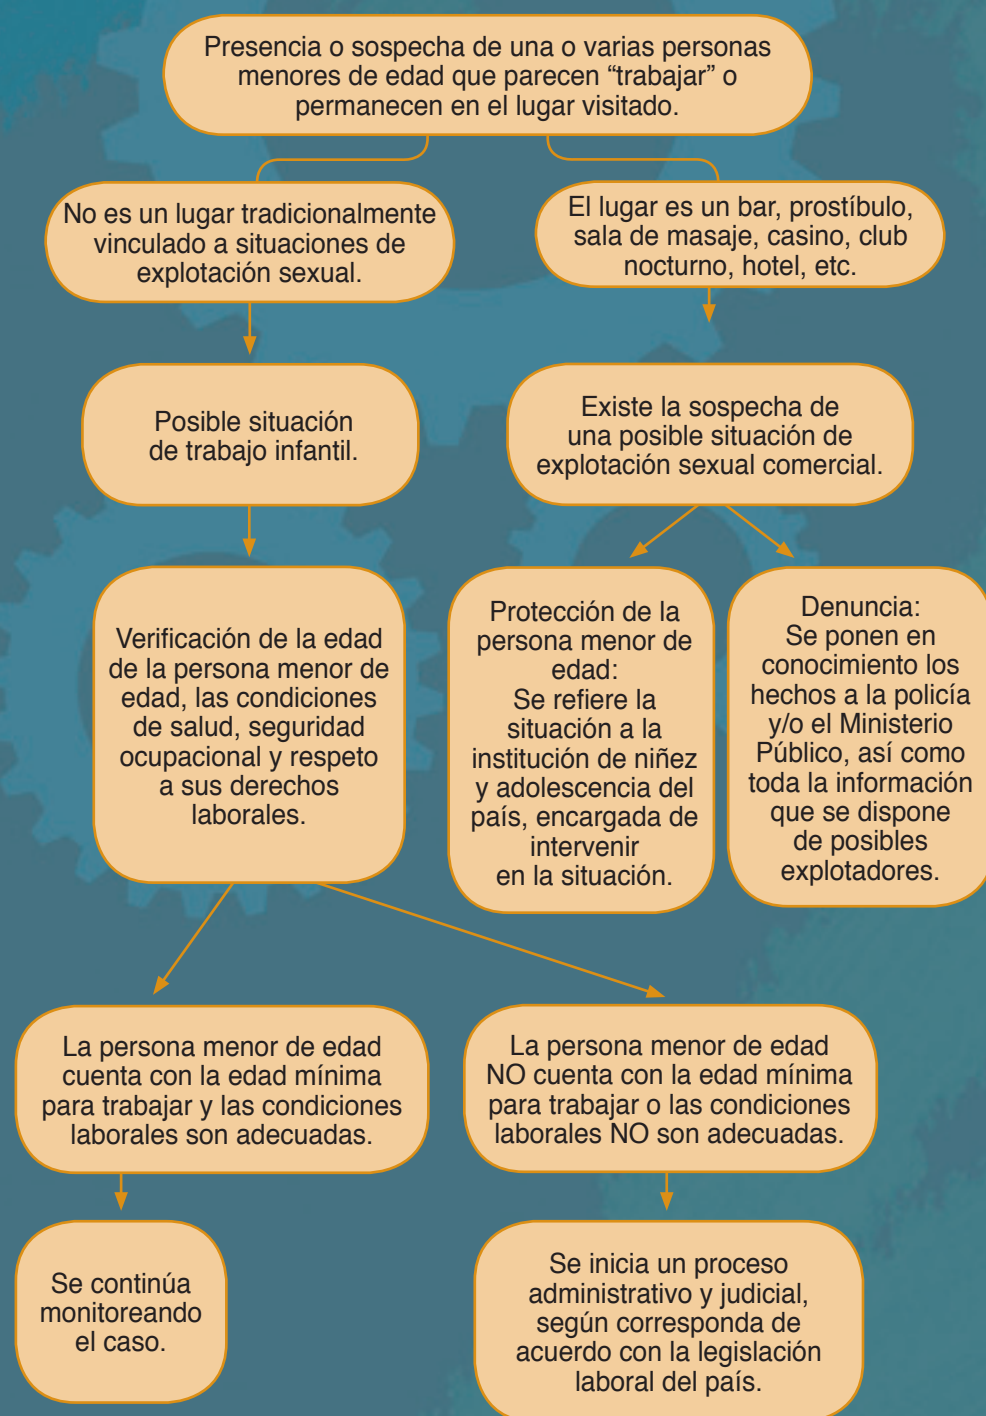 Presencia o sospecha de una o varias personas
menores de edad que parecen “trabajar” o
permanecen en el lugar visitado.
No es un lugar tradicionalmente
vinculado a situaciones de
explotación sexual.
El lugar es un bar, prostíbulo,
sala de masaje, casino, club
nocturno, hotel, etc.
Posible situación
de trabajo infantil.
Existe la sospecha de
una posible situación de
explotación sexual comercial.
Verificación de la edad
de la persona menor de
edad, las condiciones
de salud, seguridad
ocupacional y respeto
a sus derechos
laborales.
Protección de la
persona menor de
edad:
Se refiere la
situación a la
institución de niñez
y adolescencia del
país, encargada de
intervenir
en la situación.
Denuncia:
Se ponen en
conocimiento los
hechos a la policía
y/o el Ministerio
Público, así como
toda la información
que se dispone
de posibles
explotadores.
La persona menor de edad
cuenta con la edad mínima
para trabajar y las condiciones
laborales son adecuadas.
La persona menor de edad
NO cuenta con la edad mínima
para trabajar o las condiciones
laborales NO son adecuadas.
Se continúa
monitoreando
el caso.
Se inicia un proceso
administrativo y judicial,
según corresponda de
acuerdo con la legislación
laboral del país.